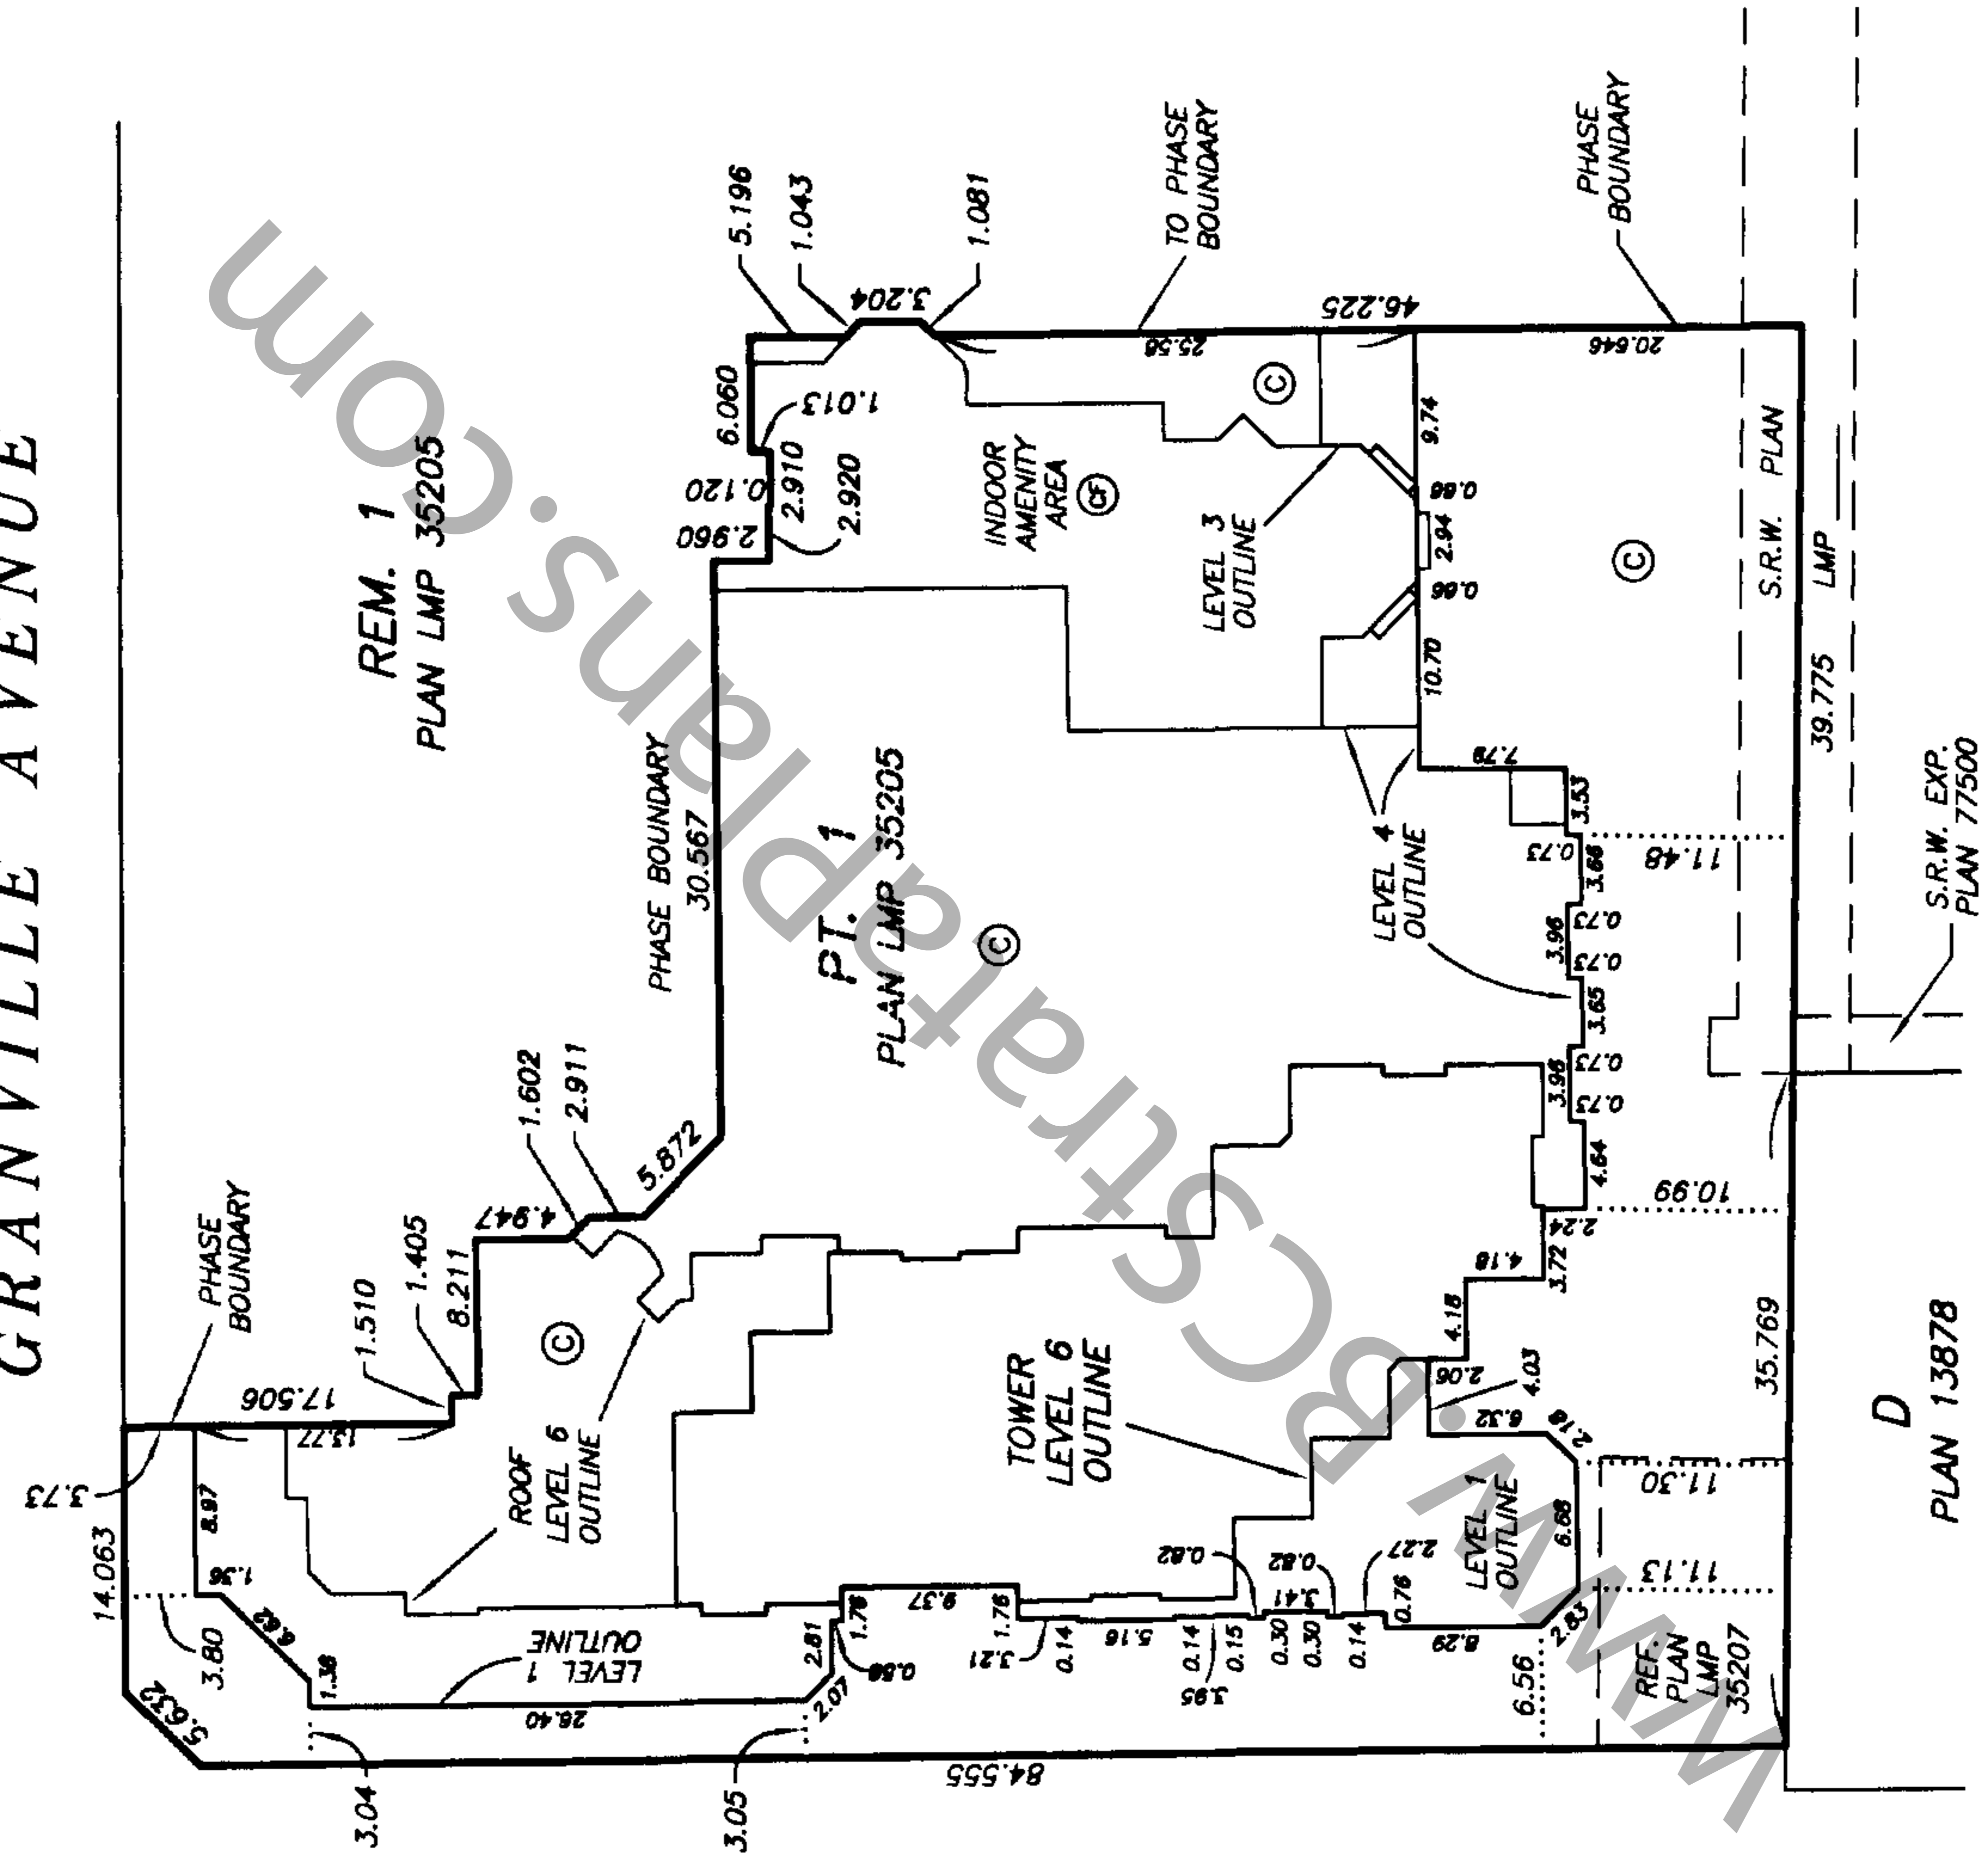 GRANVILLE AVENUE
REM. 1
PLAN LMP 35205
PHASE
BOUNDARY
3.73
14.063
17.506
13.77
1.510
1.405
8.211
4.947
1.602
2.911
5.872
PHASE BOUNDARY
30.567
2.960
0.120
2.910
2.920
6.060
1.013
5.196
1.043
3.204
1.081
TO PHASE
BOUNDARY
46.225
25.58
20.646
PHASE
BOUNDARY
PT. 1
PLAN LMP 35205
C
INDOOR
AMENITY
AREA
CF
C
LEVEL 3
OUTLINE
9.74
0.66
2.94
0.66
10.70
C
LEVEL 4
OUTLINE
7.79
3.53
0.73
3.66
0.73
3.96
0.73
3.65
0.73
3.96
0.73
4.64
2.24
3.72
4.18
4.18
2.06
4.03
6.32
6.68
2.83
8.29
0.76
2.27
0.82
3.41
0.82
0.14
0.30
0.30
0.15
3.95
0.14
5.16
0.14
3.21
1.76
9.37
1.76
0.58
2.81
2.07
28.40
1.38
6.62
1.36
8.97
3.80
5.632
3.04
3.05
84.555
6.56
LEVEL 1
OUTLINE
C
ROOF
LEVEL 6
OUTLINE
TOWER
LEVEL 6
OUTLINE
LEVEL 1
OUTLINE
REF.
PLAN
LMP
35207
11.13
11.30
10.99
11.48
35.769
39.775
S.R.W. PLAN
LMP
S.R.W. EXP.
PLAN 77500
D
PLAN 13878
www.BCStrataPlans.com